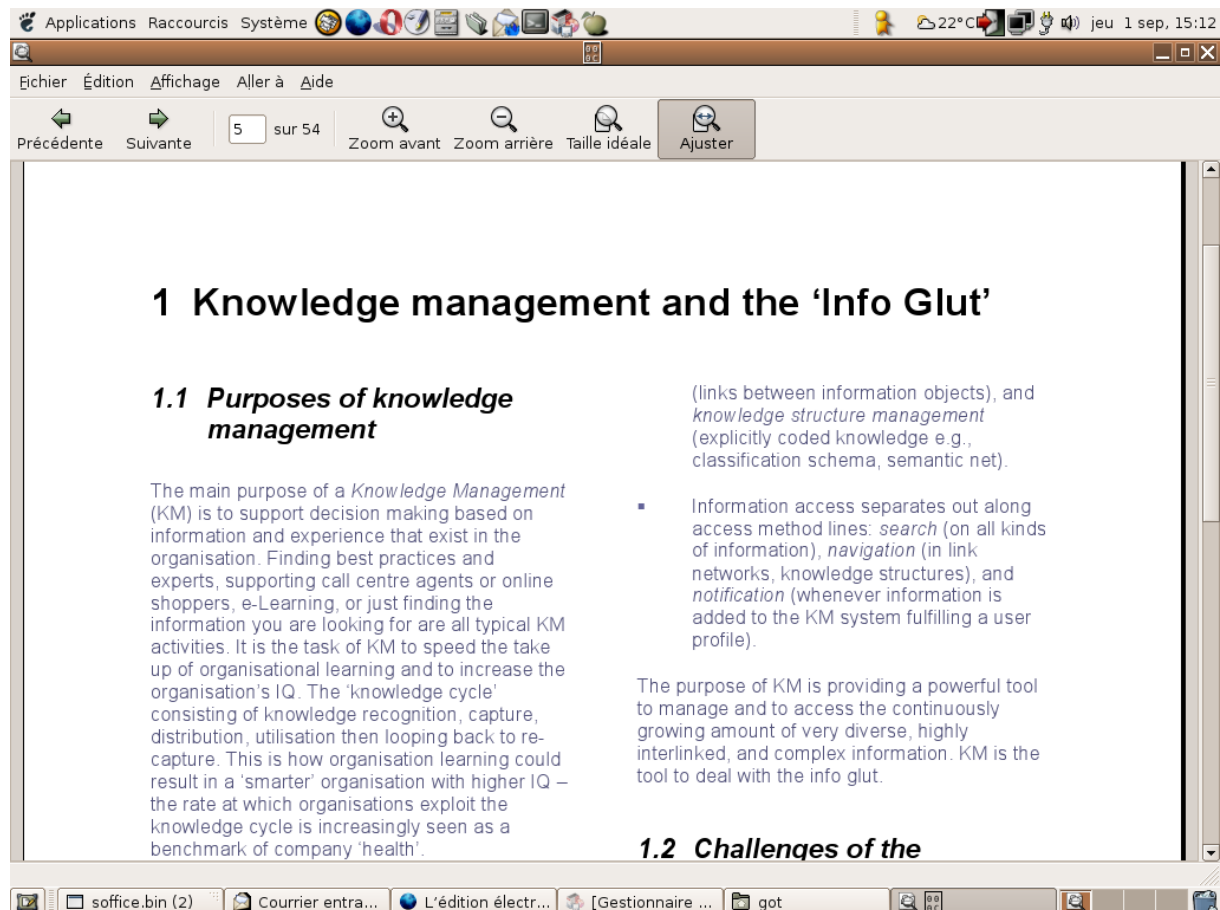 Applications Raccourcis Système 22°C jeu 1 sep, 15:12
Fichier Édition Affichage Aller à Aide
5 sur 54
Précédente Suivante Zoom avant Zoom arrière Taille idéale Ajuster
1 Knowledge management and the ‘Info Glut’
1.1 Purposes of knowledge
management
The main purpose of a Knowledge Management
(KM) is to support decision making based on
information and experience that exist in the
organisation. Finding best practices and
experts, supporting call centre agents or online
shoppers, e-Learning, or just finding the
information you are looking for are all typical KM
activities. It is the task of KM to speed the take
up of organisational learning and to increase the
organisation’s IQ. The ‘knowledge cycle’
consisting of knowledge recognition, capture,
distribution, utilisation then looping back to re-
capture. This is how organisation learning could
result in a ‘smarter’ organisation with higher IQ –
the rate at which organisations exploit the
knowledge cycle is increasingly seen as a
benchmark of company ‘health’.
(links between information objects), and
knowledge structure management
(explicitly coded knowledge e.g.,
classification schema, semantic net).
▪ Information access separates out along
access method lines: search (on all kinds
of information), navigation (in link
networks, knowledge structures), and
notification (whenever information is
added to the KM system fulfilling a user
profile).
The purpose of KM is providing a powerful tool
to manage and to access the continuously
growing amount of very diverse, highly
interlinked, and complex information. KM is the
tool to deal with the info glut.
1.2 Challenges of the
soffice.bin (2) Courrier entra... L'édition électr... [Gestionnaire ... got